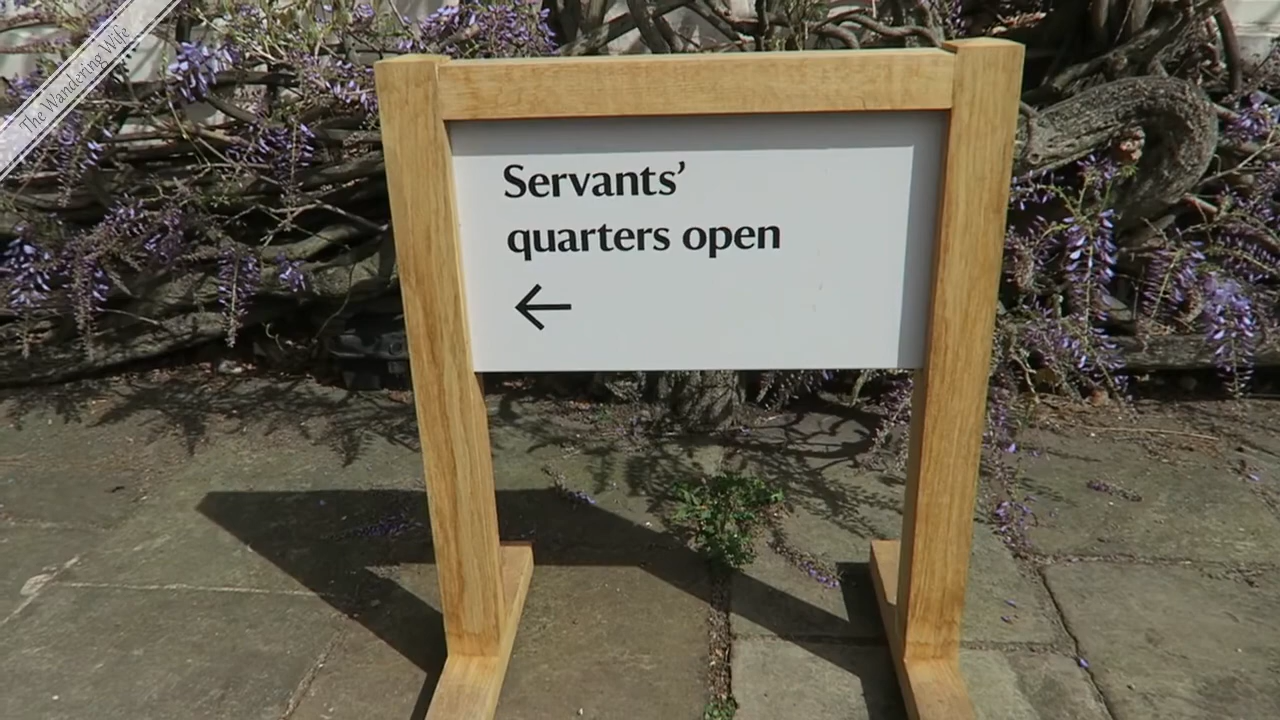 The Wandering Wife
Servants’
quarters open
←